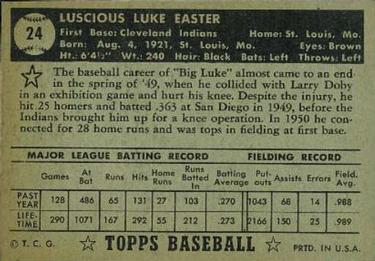 24
LUSCIOUS LUKE EASTER
First Base: Cleveland Indians Home: St. Louis, Mo.
Born: Aug. 4, 1921, St. Louis, Mo. Eyes: Brown
Ht: 6'4½" Wt.: 240 Hair: Black Bats: Left Throws: Left
The baseball career of "Big Luke" almost came to an end
in the spring of '49, when he collided with Larry Doby
in an exhibition game and hurt his knee. Despite the injury, he
hit 25 homers and batted .363 at San Diego in 1949, before the
Indians brought him up for a knee operation. In 1950 he con-
nected for 28 home runs and was tops in fielding at first base.
MAJOR LEAGUE BATTING RECORD FIELDING RECORD
Games At Bat Runs Hits Home Runs Runs Batted In Batting Average Put-outs Assists Errors Field. Avg.
PAST YEAR 128 486 65 131 27 103 .270 1043 68 14 .988
LIFE-TIME 290 1071 167 292 55 212 .273 2166 150 25 .989
© T. C. G. TOPPS BASEBALL PRTD. IN U.S.A.